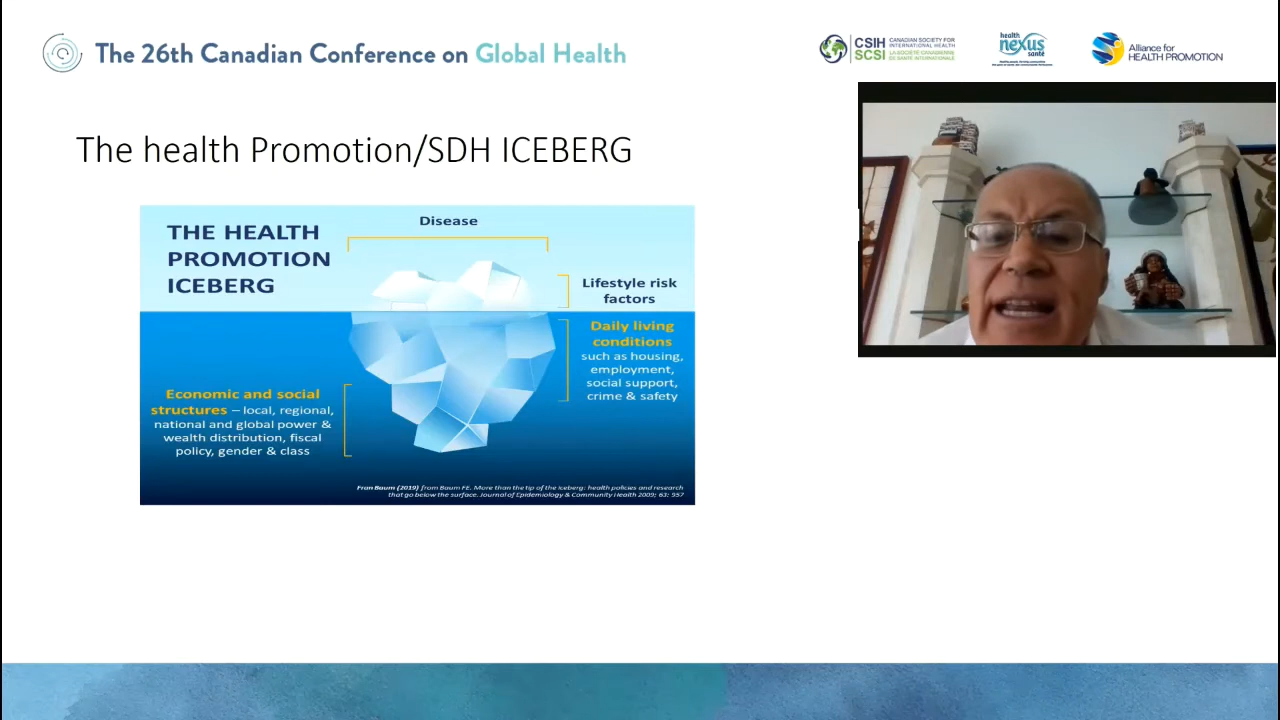 The 26th Canadian Conference on Global Health
CSIH
SCSI
CANADIAN SOCIETY FOR
INTERNATIONAL HEALTH
LA SOCIÉTÉ CANADIENNE
DE SANTÉ INTERNATIONALE
health
nexus
santé
Alliance for
HEALTH PROMOTION
The health Promotion/SDH ICEBERG
THE HEALTH
PROMOTION
ICEBERG
Disease
Lifestyle risk
factors
Daily living
conditions
such as housing,
employment,
social support,
crime & safety
Economic and social
structures – local, regional,
national and global power &
wealth distribution, fiscal
policy, gender & class
Fran Baum (2019) from Baum FE. More than the tip of the iceberg: health policies and research
that go below the surface. Journal of Epidemiology & Community Health 2009; 63: 957